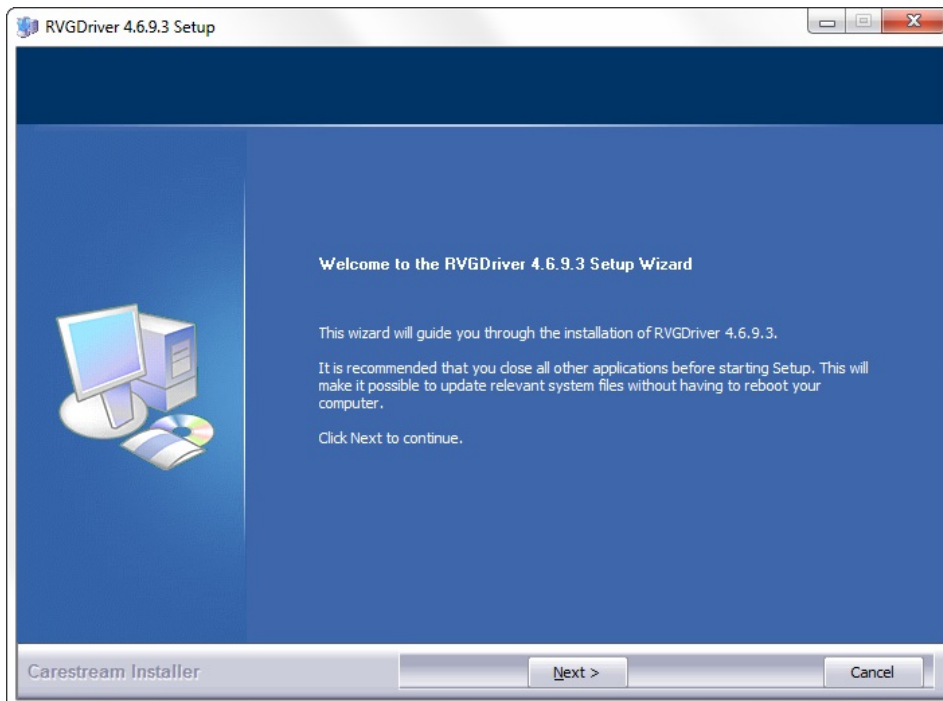 RVGDriver 4.6.9.3 Setup
Welcome to the RVGDriver 4.6.9.3 Setup Wizard
This wizard will guide you through the installation of RVGDriver 4.6.9.3.
It is recommended that you close all other applications before starting Setup. This will
make it possible to update relevant system files without having to reboot your
computer.
Click Next to continue.
Carestream Installer
Next >
Cancel